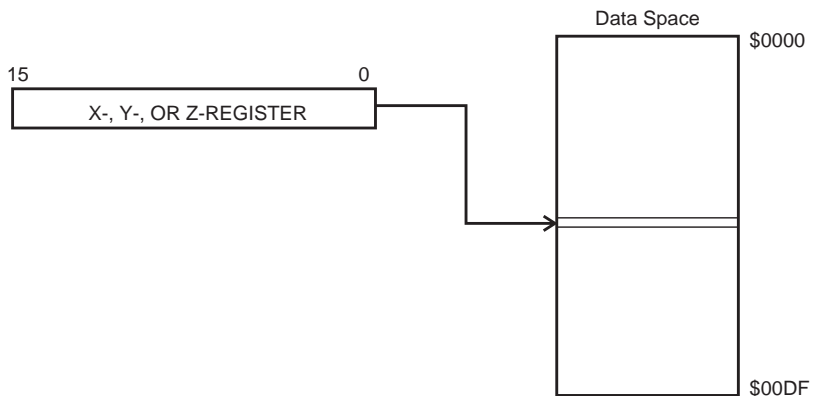 Data Space
$0000
15 0
X-, Y-, OR Z-REGISTER
$00DF